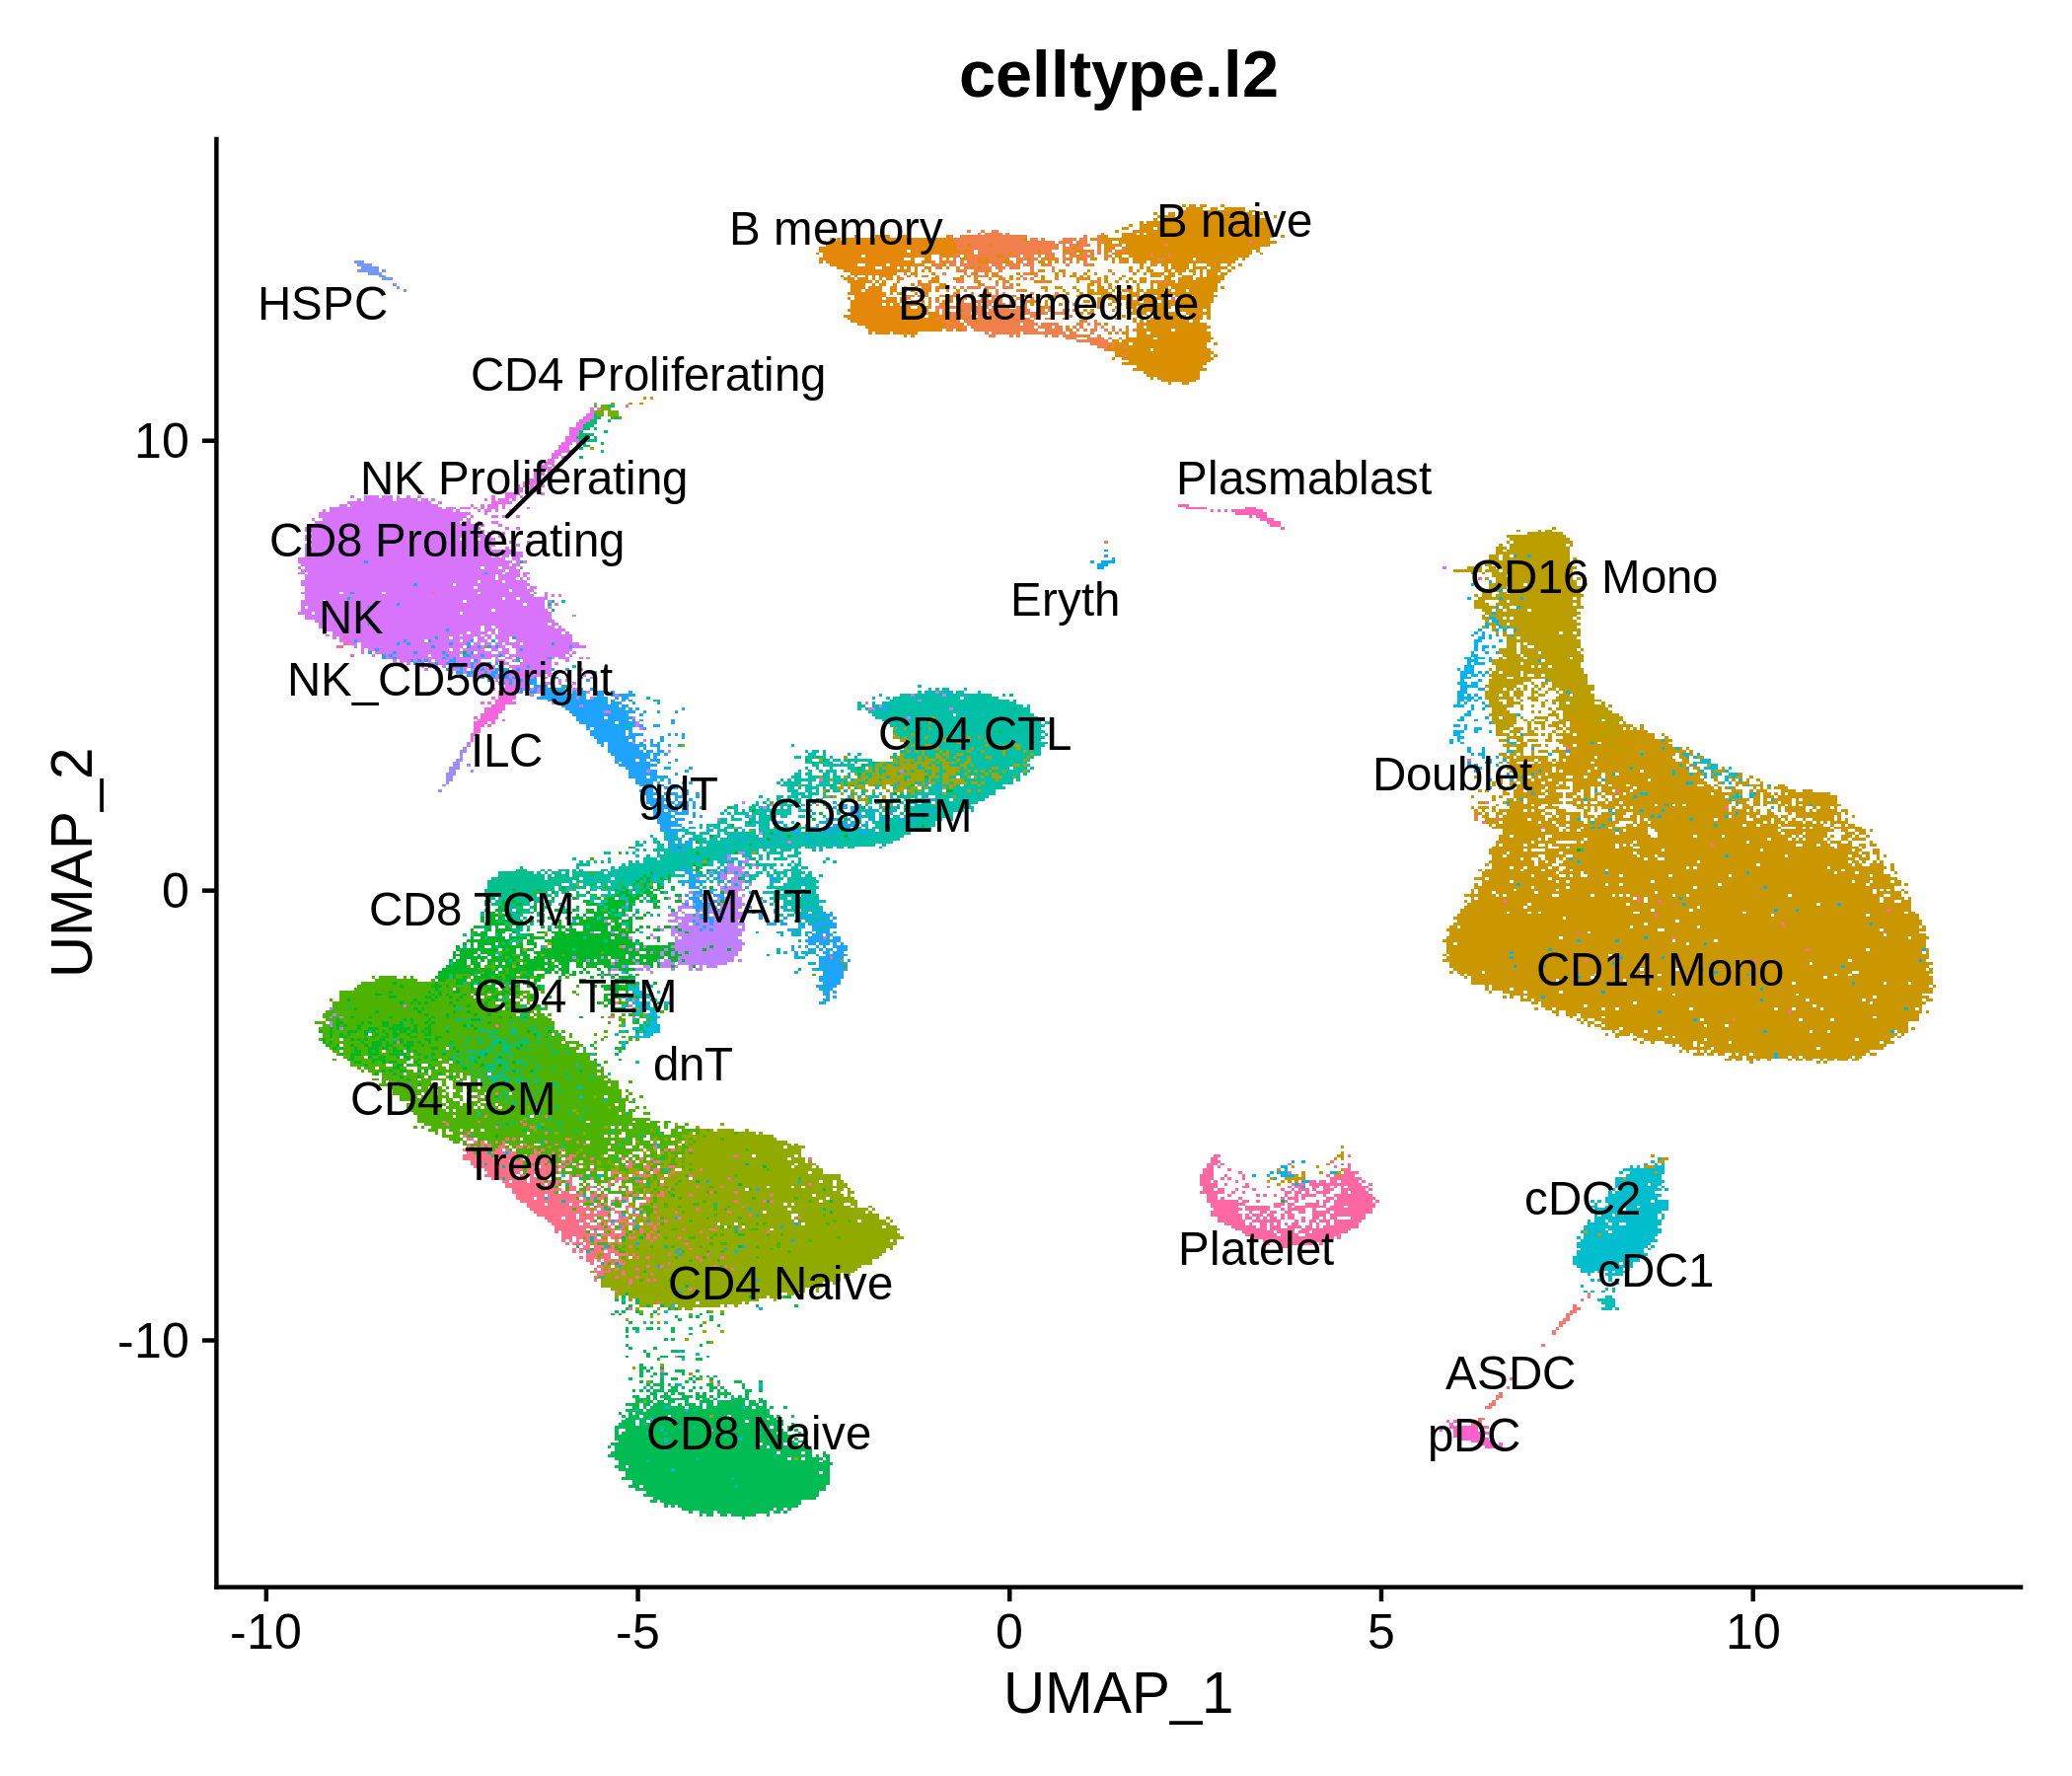 celltype.l2
B naive
B memory
HSPC
B intermediate
CD4 Proliferating
10
NK Proliferating
Plasmablast
CD8 Proliferating
CD16 Mono
Eryth
NK
NK_CD56bright
CD4 CTL
ILC
Doublet
gdT
CD8 TEM
UMAP_2
0
CD8 TCM
MAIT
CD14 Mono
CD4 TEM
dnT
CD4 TCM
Treg
cDC2
Platelet
cDC1
CD4 Naive
-10
ASDC
CD8 Naive
pDC
-10
-5
0
5
10
UMAP_1